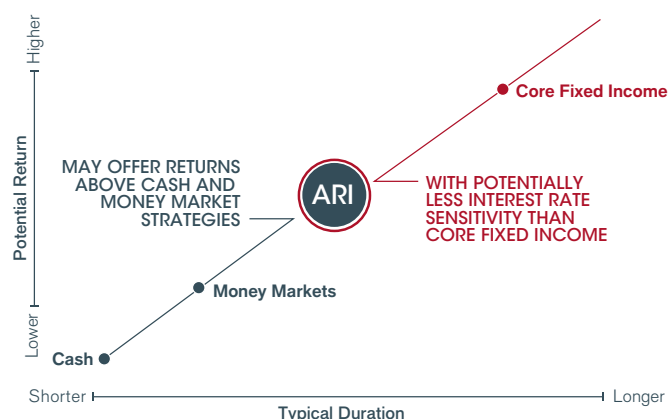 Higher
Potential Return
Lower
Core Fixed Income
MAY OFFER RETURNS
ABOVE CASH AND
MONEY MARKET
STRATEGIES
ARI
WITH POTENTIALLY
LESS INTEREST RATE
SENSITIVITY THAN
CORE FIXED INCOME
Money Markets
Cash
Shorter
Longer
Typical Duration